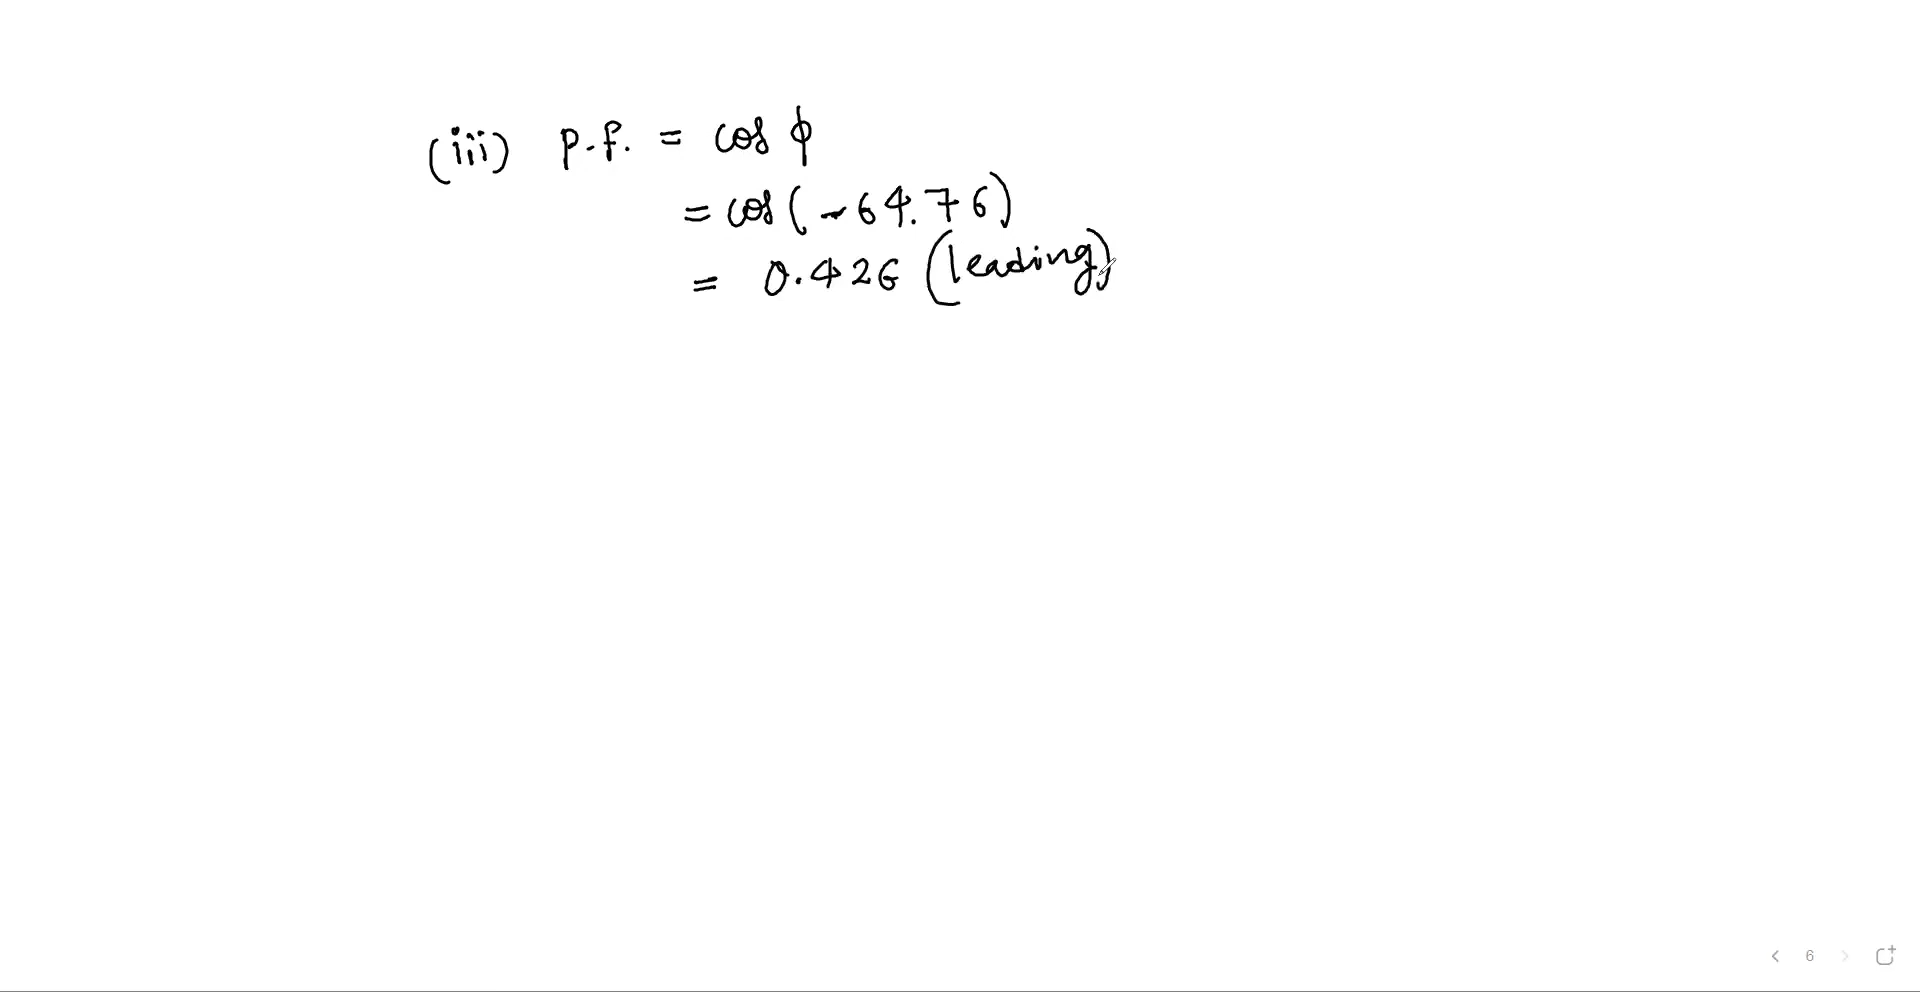 (iii) p.f. = cos ϕ
= cos(-64.76)
= 0.426 (leading)
6